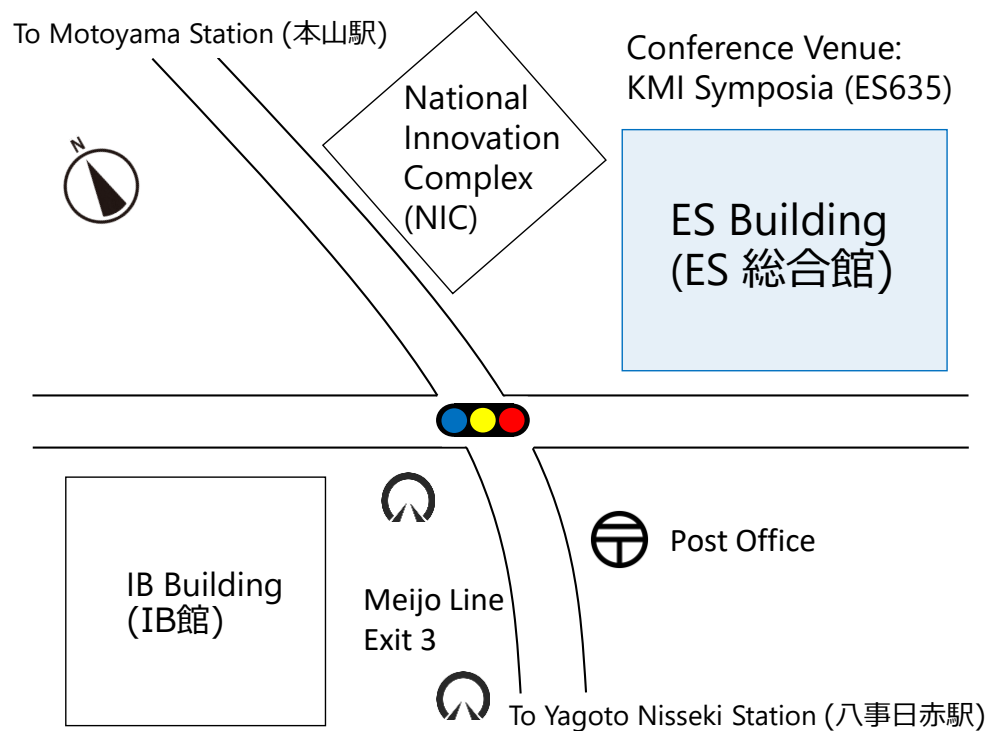 To Motoyama Station (本山駅)
N
National
Innovation
Complex
(NIC)
Conference Venue:
KMI Symposia (ES635)
ES Building
(ES 総合館)
IB Building
(IB館)
Meijo Line
Exit 3
Post Office
To Yagoto Nisseki Station (八事日赤駅)